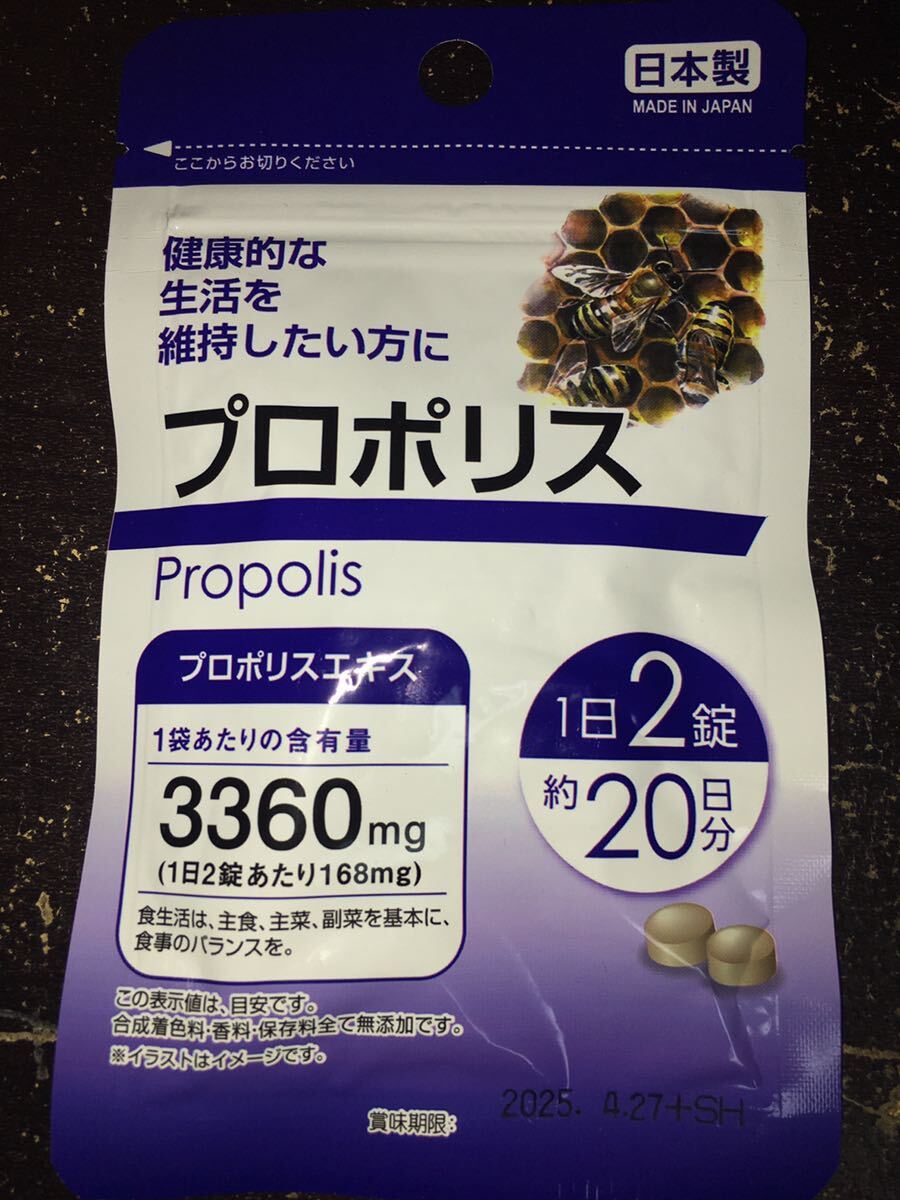 日本製
MADE IN JAPAN
ここからお切りください
健康的な
生活を
維持したい方に
プロポリス
Propolis
プロポリスエキス
1袋あたりの含有量
3360mg
(1日2錠あたり168mg)
食生活は、主食、主菜、副菜を基本に、
食事のバランスを。
1日2錠
約20日分
この表示値は、目安です。
合成着色料・香料・保存料全て無添加です。
※イラストはイメージです。
賞味期限: 2025. 4.27+SH